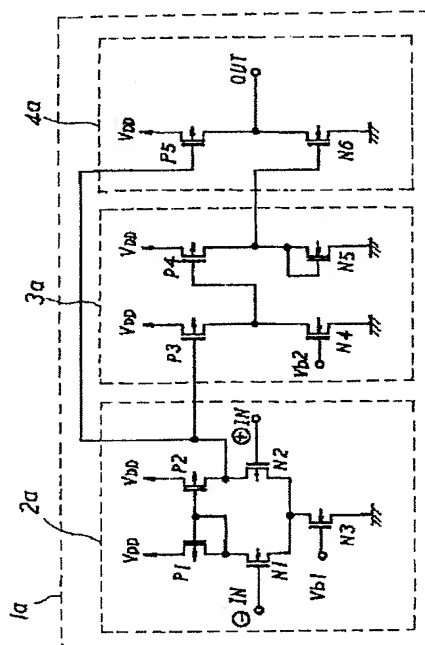 1a
2a
3a
4a
VDD
VDD
VDD
VDD
VDD
P1
P2
P3
P4
P5
OUT
⊖ IN
⊕ IN
N1
N2
Vb1
N3
Vb2
N4
N5
N6